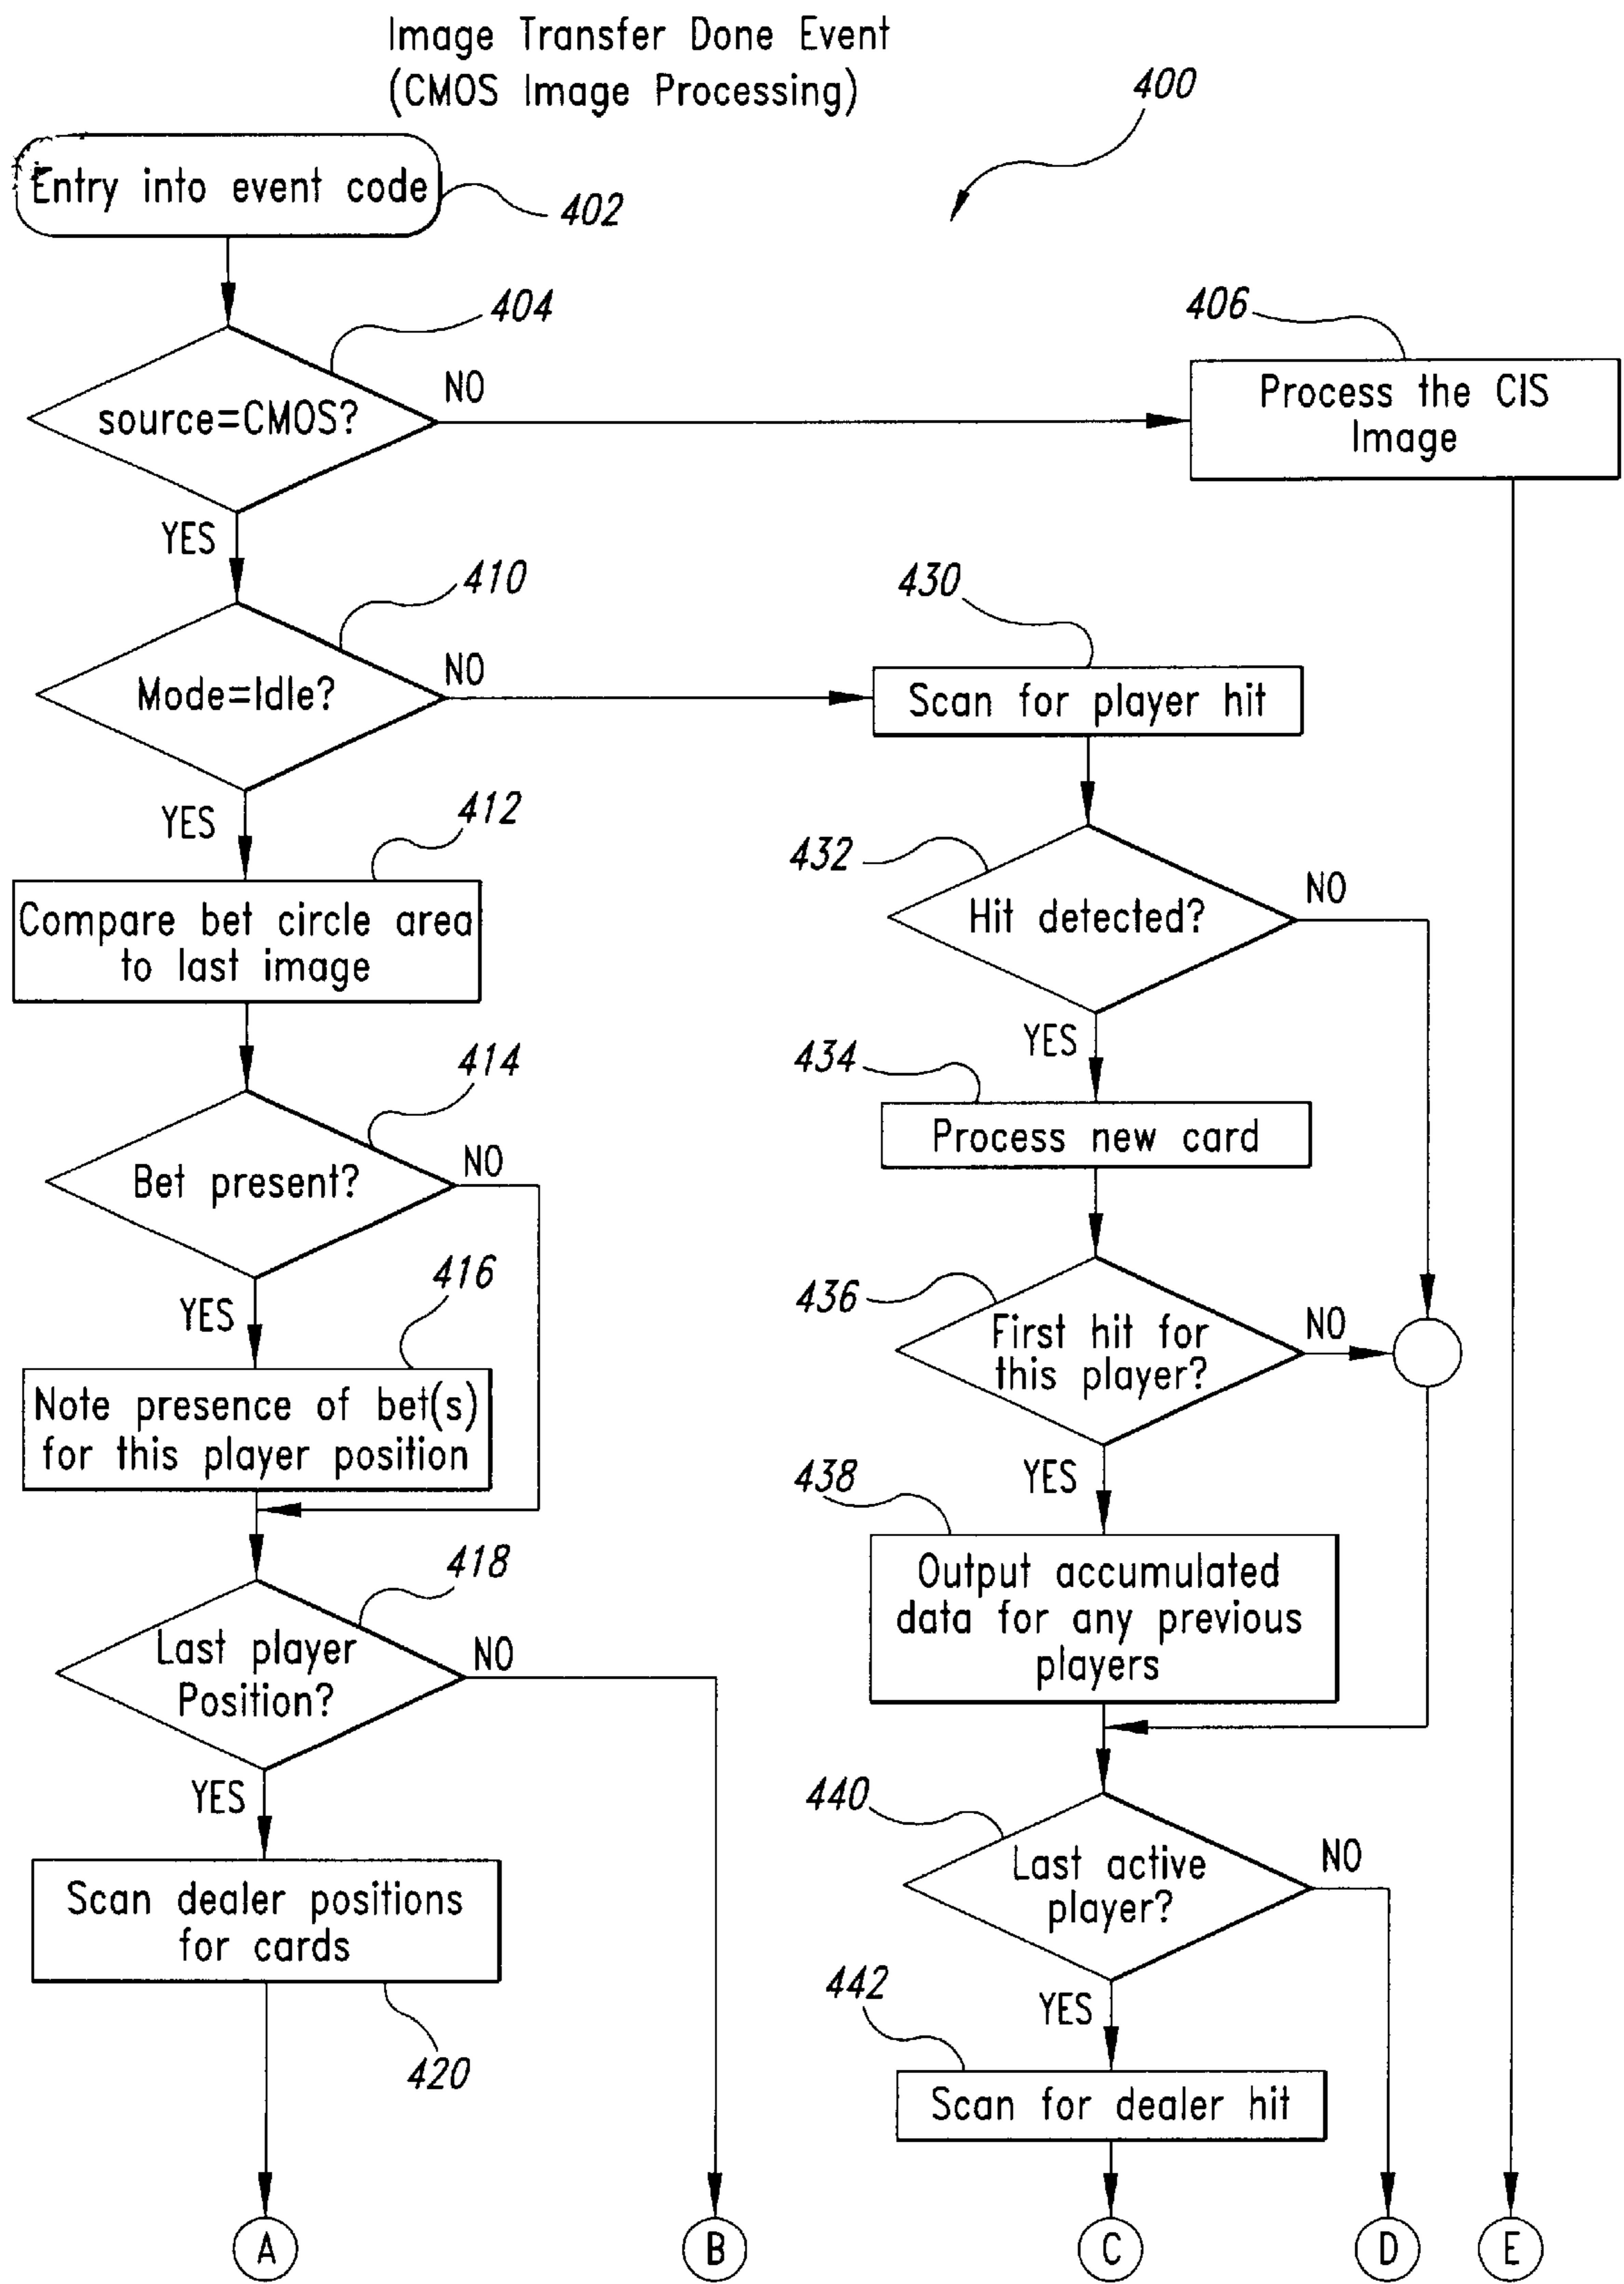 Image Transfer Done Event
(CMOS Image Processing)
400
Entry into event code
402
404
source=CMOS?
NO
YES
406
Process the CIS
Image
410
Mode=Idle?
NO
YES
430
Scan for player hit
412
Compare bet circle area
to last image
432
Hit detected?
NO
YES
414
Bet present?
NO
YES
434
Process new card
416
Note presence of bet(s)
for this player position
436
First hit for
this player?
NO
YES
418
Last player
Position?
NO
YES
438
Output accumulated
data for any previous
players
420
Scan dealer positions
for cards
440
Last active
player?
NO
YES
442
Scan for dealer hit
A
B
C
D
E